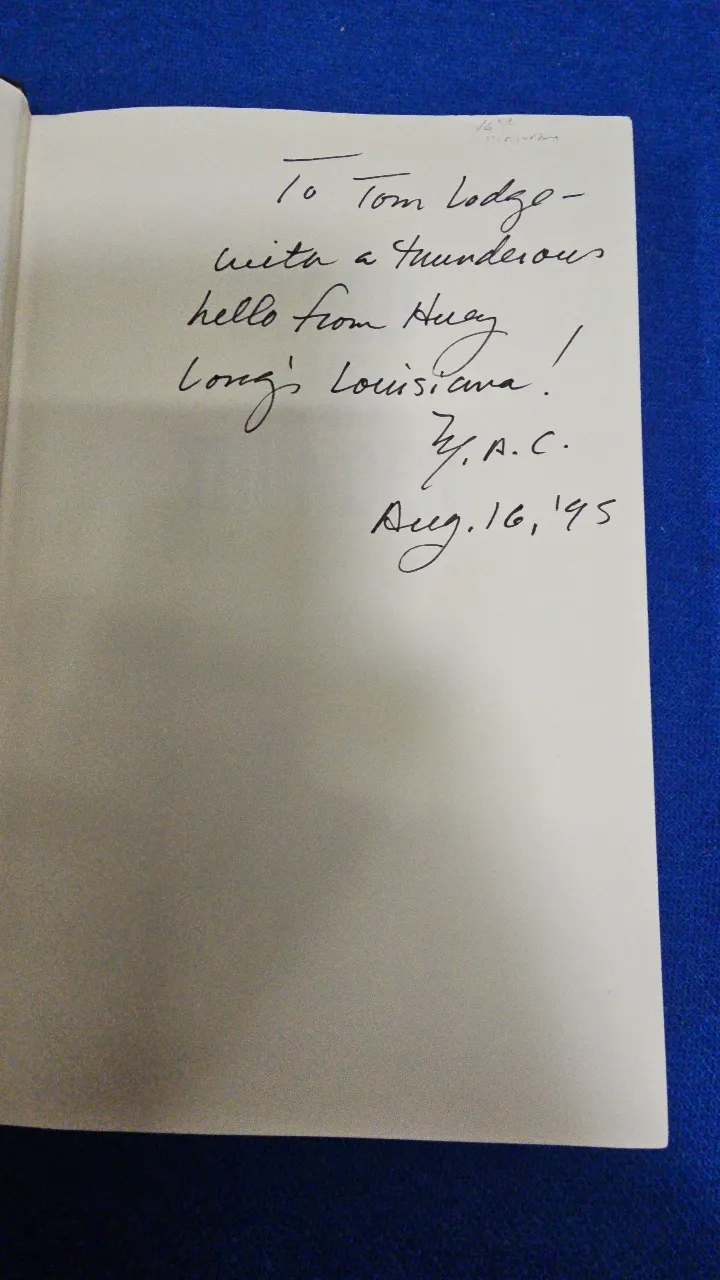 To Tom Lodge –
with a thunderous
hello from Huey
Long's Louisiana!
A.C.
Aug. 16, '95